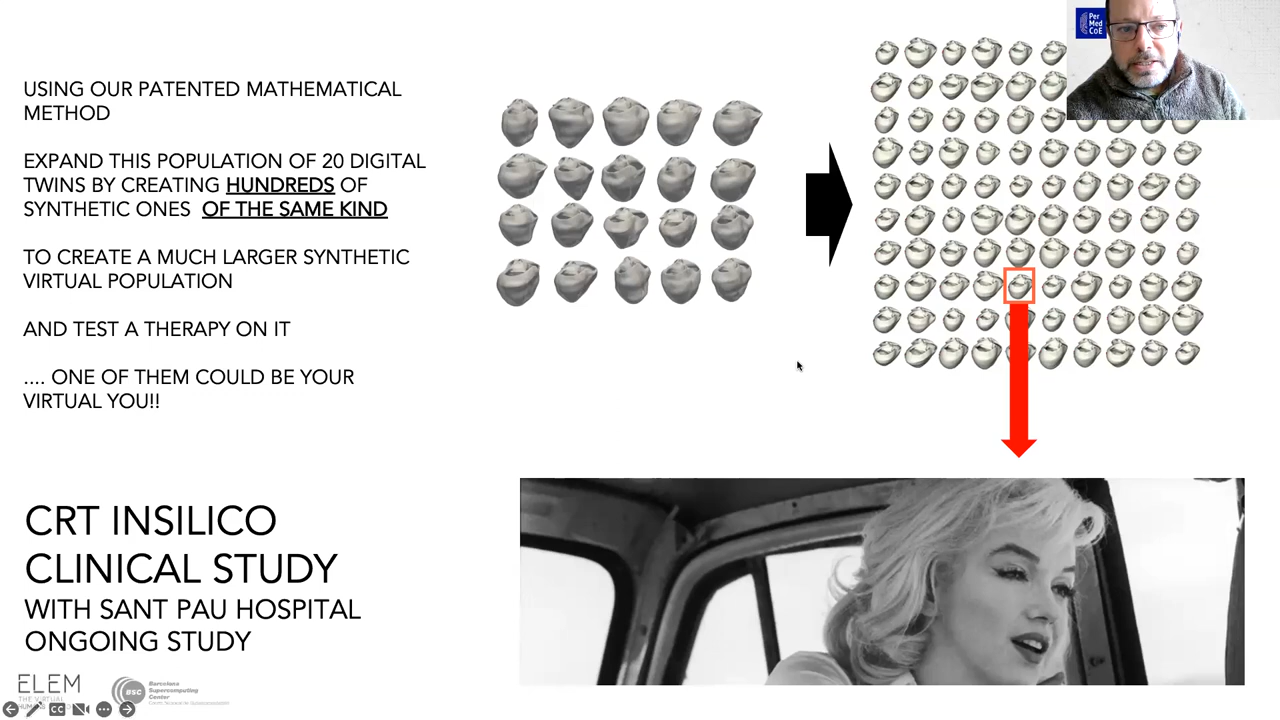 USING OUR PATENTED MATHEMATICAL
METHOD
EXPAND THIS POPULATION OF 20 DIGITAL
TWINS BY CREATING HUNDREDS OF
SYNTHETIC ONES OF THE SAME KIND
TO CREATE A MUCH LARGER SYNTHETIC
VIRTUAL POPULATION
AND TEST A THERAPY ON IT
.... ONE OF THEM COULD BE YOUR
VIRTUAL YOU!!
CRT INSILICO
CLINICAL STUDY
WITH SANT PAU HOSPITAL
ONGOING STUDY
Per
Med
CoE
ELEM
THE VIRTUAL
BSC
Barcelona
Supercomputing
Center
CC